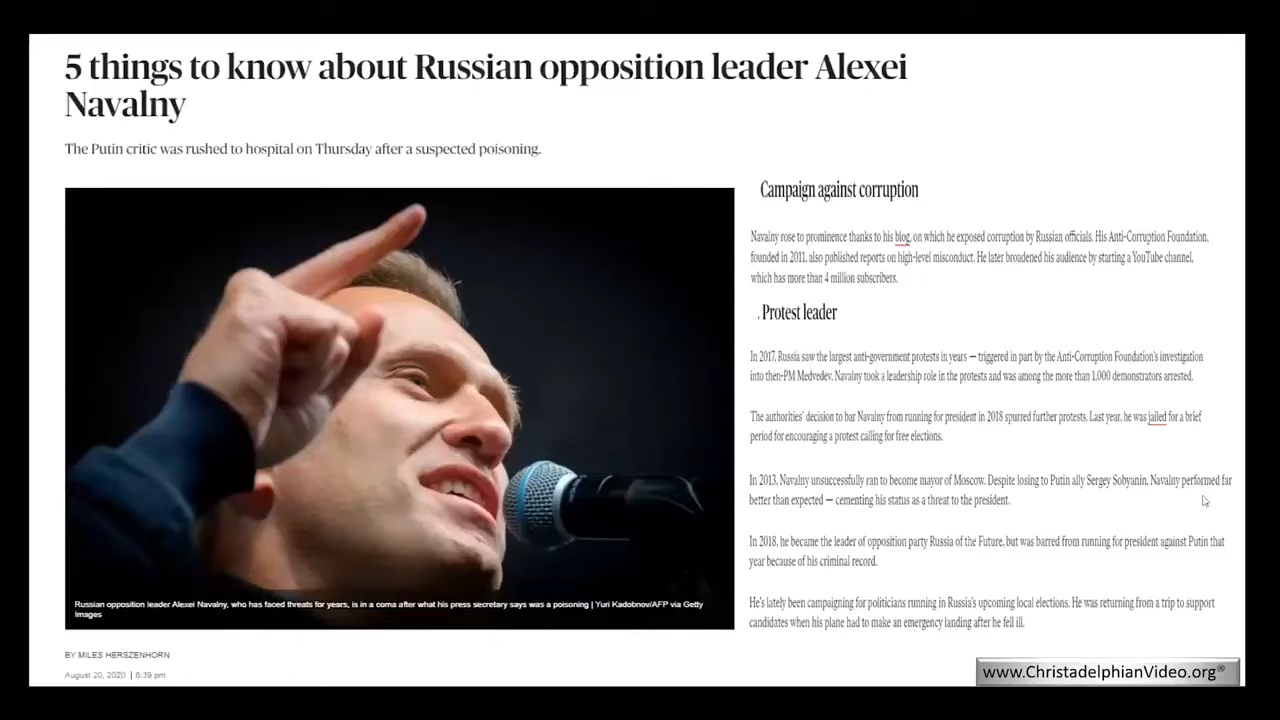 5 things to know about Russian opposition leader Alexei
Navalny
The Putin critic was rushed to hospital on Thursday after a suspected poisoning.
Campaign against corruption
Navalny rose to prominence thanks to his blog, on which he exposed corruption by Russian officials. His Anti-Corruption Foundation,
founded in 2011, also published reports on high-level misconduct. He later broadened his audience by starting a YouTube channel,
which has more than 4 million subscribers.
. Protest leader
In 2017, Russia saw the largest anti-government protests in years — triggered in part by the Anti-Corruption Foundation's investigation
into then-PM Medvedev. Navalny took a leadership role in the protests and was among the more than 1,000 demonstrators arrested.
The authorities' decision to bar Navalny from running for president in 2018 spurred further protests. Last year, he was jailed for a brief
period for encouraging a protest calling for free elections.
In 2013, Navalny unsuccessfully ran to become mayor of Moscow. Despite losing to Putin ally Sergey Sobyanin, Navalny performed far
better than expected — cementing his status as a threat to the president.
In 2018, he became the leader of opposition party Russia of the Future, but was barred from running for president against Putin that
year because of his criminal record.
He's lately been campaigning for politicians running in Russia's upcoming local elections. He was returning from a trip to support
candidates when his plane had to make an emergency landing after he fell ill.
Russian opposition leader Alexei Navalny, who has faced threats for years, is in a coma after what his press secretary says was a poisoning | Yuri Kadobnov/AFP via Getty
Images
BY MILES HERSZENHORN
August 20, 2020 | 6:39 pm
www.ChristadelphianVideo.org®